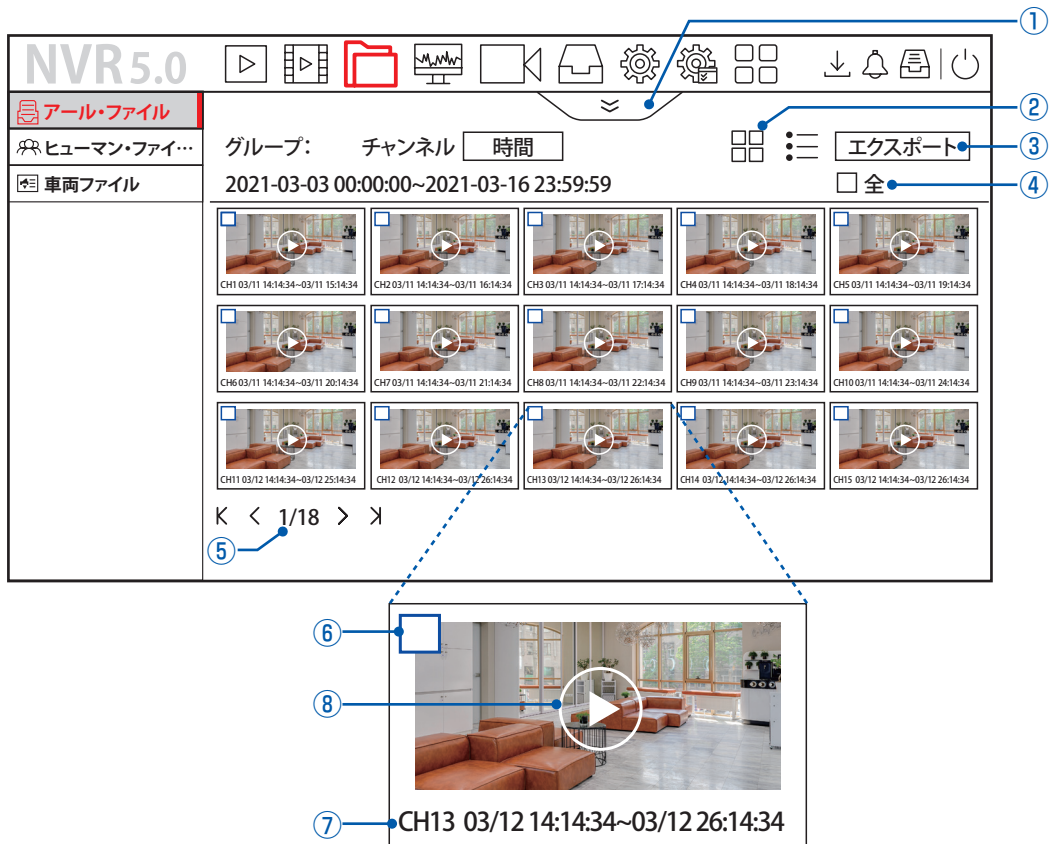 ①
NVR 5.0
アール・ファイル
②
ヒューマン・ファイ…
グループ： チャンネル 時間 エクスポート ③
車両ファイル
2021-03-03 00:00:00~2021-03-16 23:59:59 全 ④
CH1 03/11 14:14:34~03/11 15:14:34
CH2 03/11 14:14:34~03/11 16:14:34
CH3 03/11 14:14:34~03/11 17:14:34
CH4 03/11 14:14:34~03/11 18:14:34
CH5 03/11 14:14:34~03/11 19:14:34
CH6 03/11 14:14:34~03/11 20:14:34
CH7 03/11 14:14:34~03/11 21:14:34
CH8 03/11 14:14:34~03/11 22:14:34
CH9 03/11 14:14:34~03/11 23:14:34
CH10 03/11 14:14:34~03/11 24:14:34
CH11 03/12 14:14:34~03/12 25:14:34
CH12 03/12 14:14:34~03/12 26:14:34
CH13 03/12 14:14:34~03/12 26:14:34
CH14 03/12 14:14:34~03/12 26:14:34
CH15 03/12 14:14:34~03/12 26:14:34
1/18
⑤
⑥
⑧
⑦ CH13 03/12 14:14:34~03/12 26:14:34